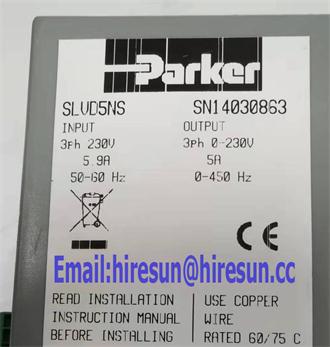 Parker
SLVD5NS SN14030863
INPUT OUTPUT
3Ph 230V 3Ph 0-230V
5.9A 5A
50-60 Hz 0-450 Hz
CE
Email:hiresun@hiresun.cc
READ INSTALLATION USE COPPER
INSTRUCTION MANUAL WIRE
BEFORE INSTALLING RATED 60/75 C